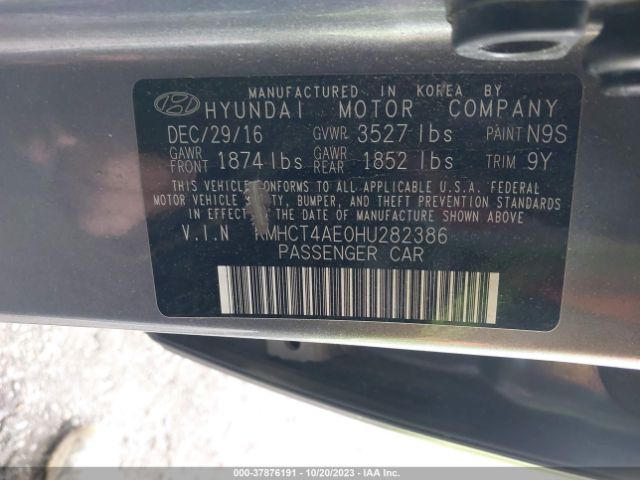 MANUFACTURED IN KOREA BY
HYUNDAI MOTOR COMPANY
DEC/29/16 GVWR 3527 lbs PAINT N9S
GAWR FRONT 1874 lbs GAWR REAR 1852 lbs TRIM 9Y
THIS VEHICLE CONFORMS TO ALL APPLICABLE U.S.A. FEDERAL
MOTOR VEHICLE BUMPER, AND THEFT PREVENTION STANDARDS
IN EFFECT ON THE DATE OF MANUFACTURE SHOWN ABOVE
V.I.N KMHCT4AE0HU282386
PASSENGER CAR
000-37876191 - 10/20/2023 - IAA Inc.